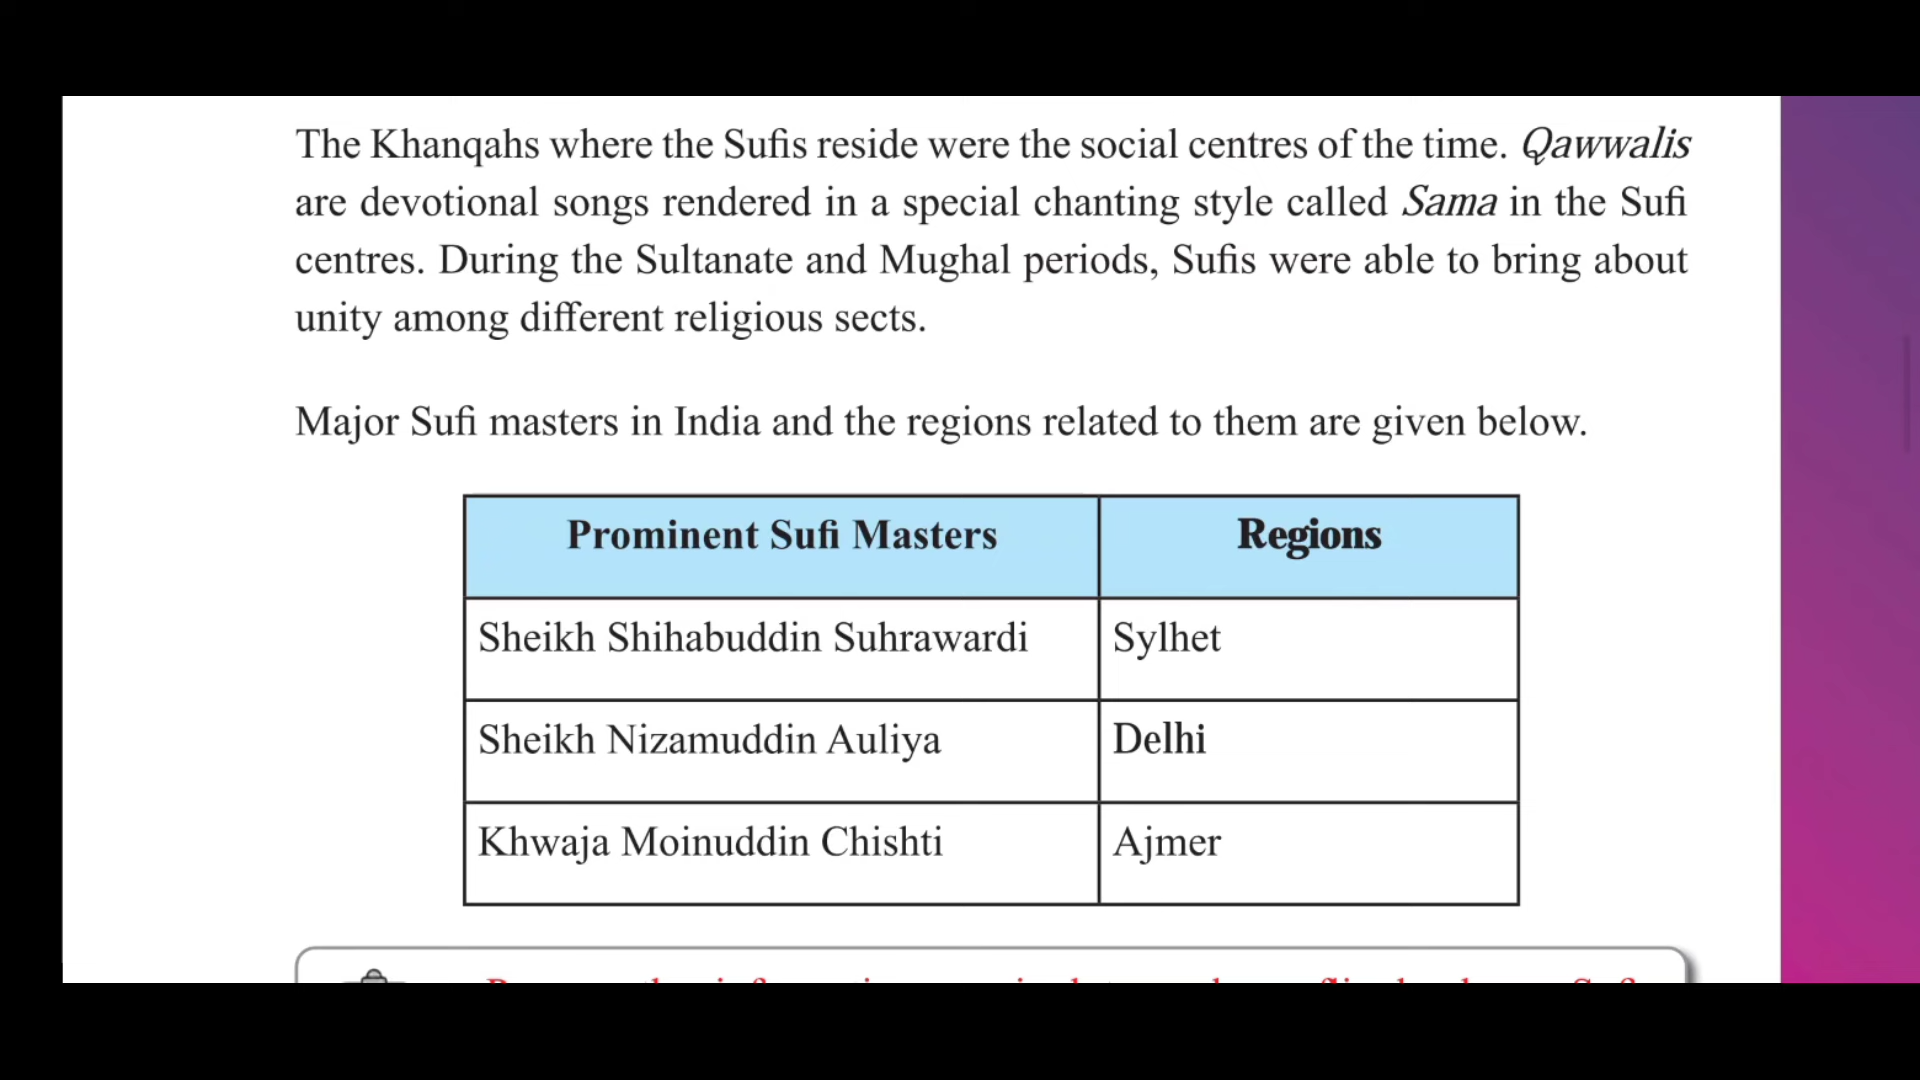 The Khanqahs where the Sufis reside were the social centres of the time. Qawwalis
are devotional songs rendered in a special chanting style called Sama in the Sufi
centres. During the Sultanate and Mughal periods, Sufis were able to bring about
unity among different religious sects.
Major Sufi masters in India and the regions related to them are given below.
Prominent Sufi Masters Regions
Sheikh Shihabuddin Suhrawardi Sylhet
Sheikh Nizamuddin Auliya Delhi
Khwaja Moinuddin Chishti Ajmer